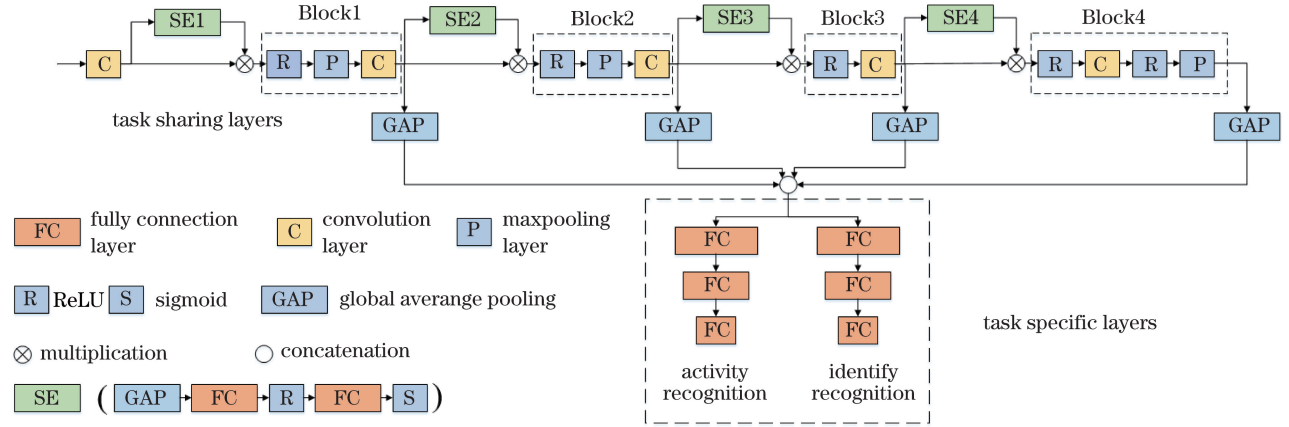 SE1 Block1 SE2 Block2 SE3 Block3 SE4 Block4
C R P C R P C R C R C R P
task sharing layers GAP GAP GAP GAP
FC fully connection layer
C convolution layer
P maxpooling layer
R ReLU S sigmoid
GAP global averange pooling
multiplication
concatenation
SE ( GAP FC R FC S )
FC FC
FC FC
FC FC
activity recognition
identify recognition
task specific layers